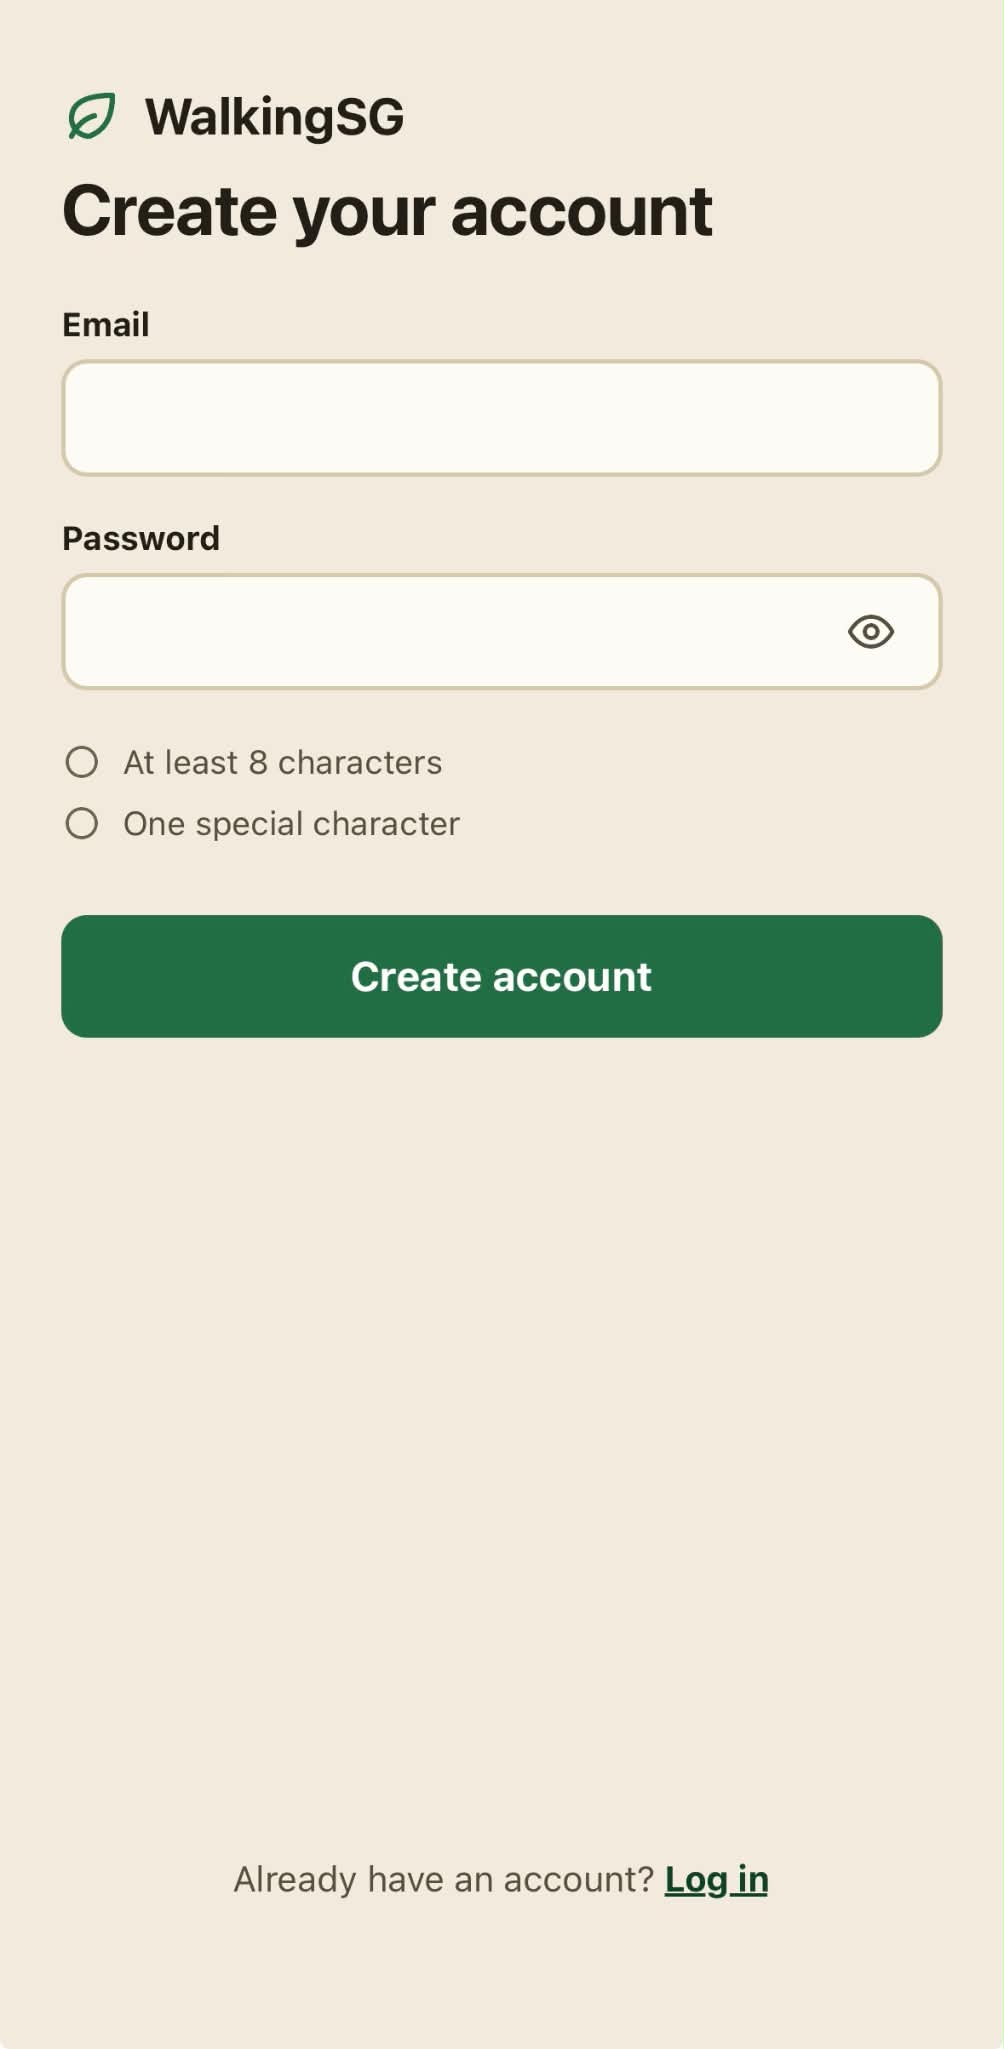 WalkingSG
Create your account
Email
Password
At least 8 characters
One special character
Create account
Already have an account? Log in